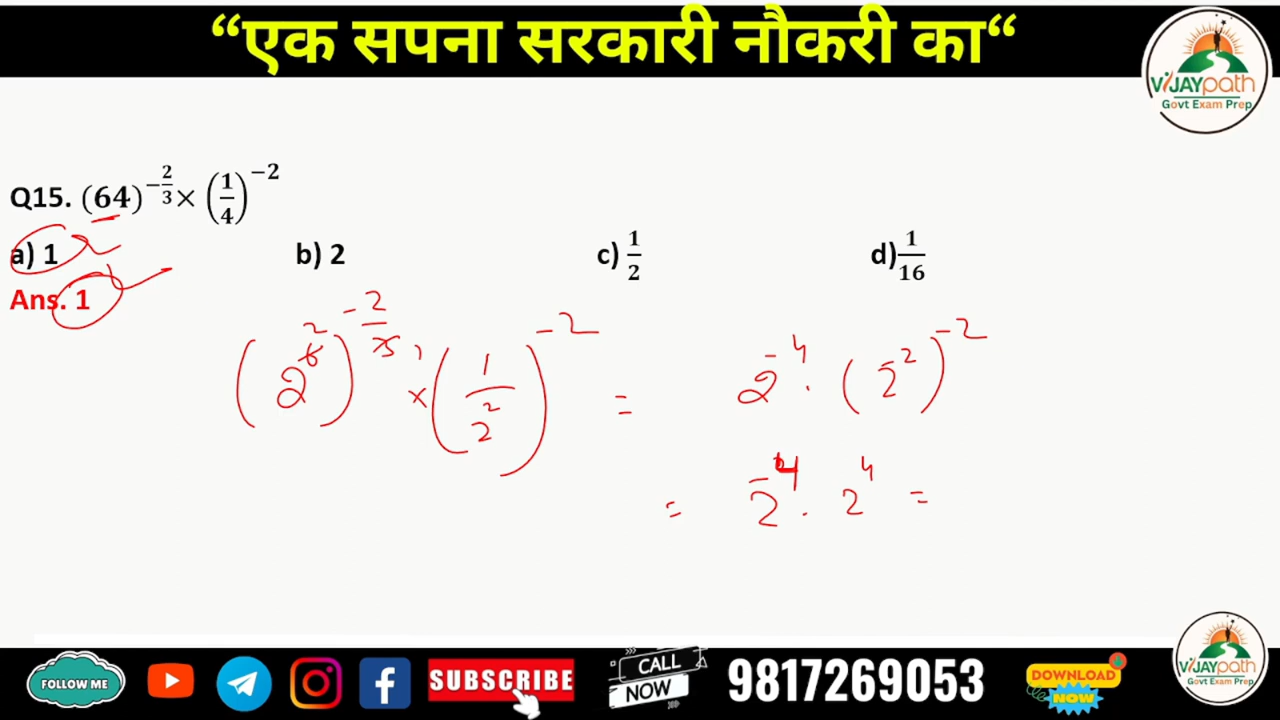 “एक सपना सरकारी नौकरी का“
ViJAYpath
Govt Exam Prep
Q15. (64)^{-2/3} × (1/4)^{-2}
a) 1 b) 2 c) 1/2 d) 1/16
Ans. 1
(2^{6 2})^{-2/3 1} × (1/2^2)^{-2} = 2^{-4} . (2^2)^{-2}
= 2^{-4} . 2^4 =
ViJAYpath
Govt Exam Prep
FOLLOW ME
SUBSCRIBE
CALL
NOW
9817269053
DOWNLOAD
NOW